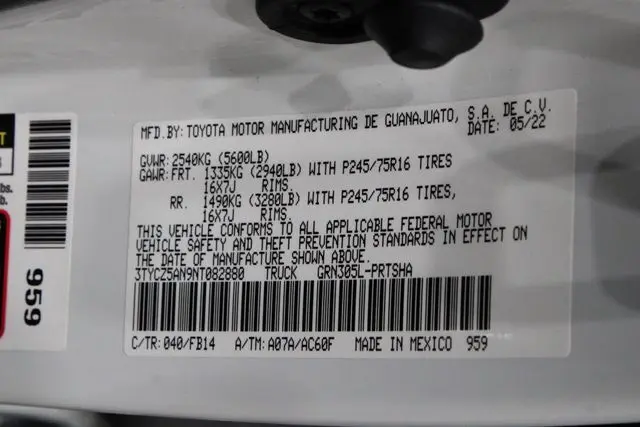 MFD.BY:TOYOTA MOTOR MANUFACTURING DE GUANAJUATO, S.A. DE C.V.
DATE: 05/22
GVWR: 2540KG (5600LB)
GAWR:FRT. 1335KG (2940LB) WITH P245/75R16 TIRES
16X7J RIMS.
RR. 1490KG (3280LB) WITH P245/75R16 TIRES,
16X7J RIMS.
THIS VEHICLE CONFORMS TO ALL APPLICABLE FEDERAL MOTOR
VEHICLE SAFETY AND THEFT PREVENTION STANDARDS IN EFFECT ON
THE DATE OF MANUFACTURE SHOWN ABOVE.
3TYCZ5AN9NT082880 TRUCK GRN305L-PRTSHA
C/TR:040/FB14 A/TM:A07A/AC60F MADE IN MEXICO 959
959
lbs.